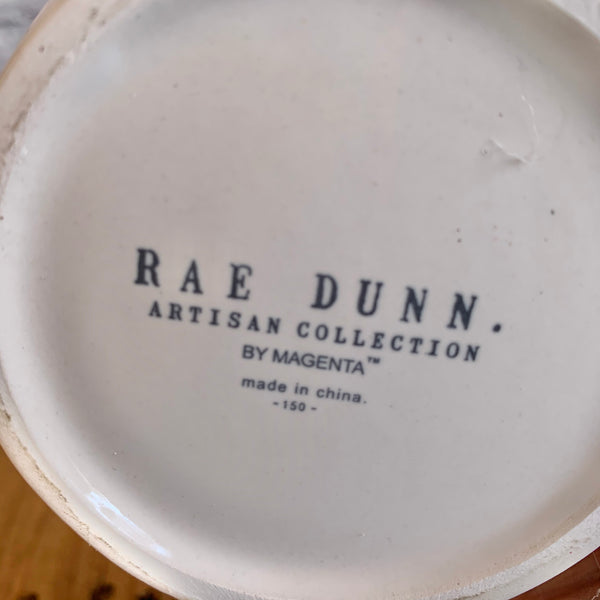 RAE DUNN.
ARTISAN COLLECTION
BY MAGENTA™
made in china.
-150-